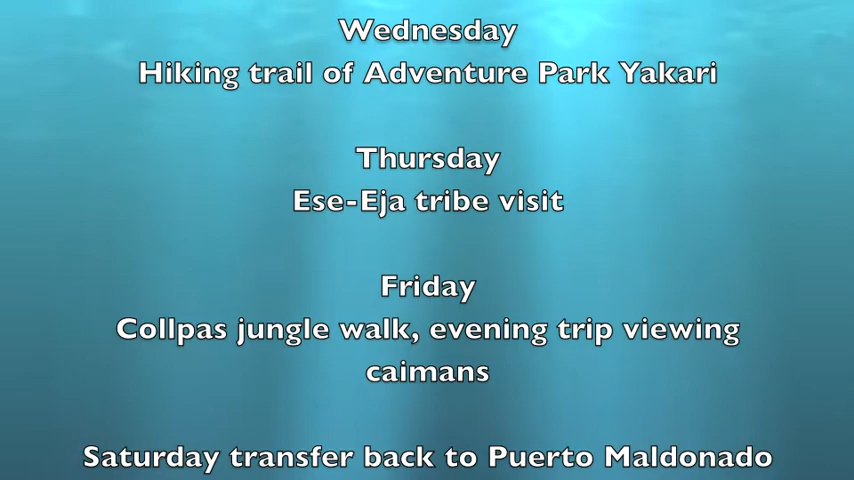 Wednesday
Hiking trail of Adventure Park Yakari
Thursday
Ese-Eja tribe visit
Friday
Collpas jungle walk, evening trip viewing
caimans
Saturday transfer back to Puerto Maldonado